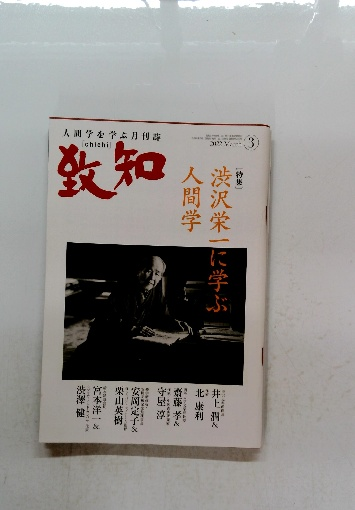 人間学を学ぶ月刊誌
[chichi]
致知
2022 March 3
[特集]
渋沢栄一に学ぶ
人間学
井上 潤&
北 康利
齋藤 孝&
守屋 淳
安岡定子&
栗山英樹
宮本洋一&
渋澤 健